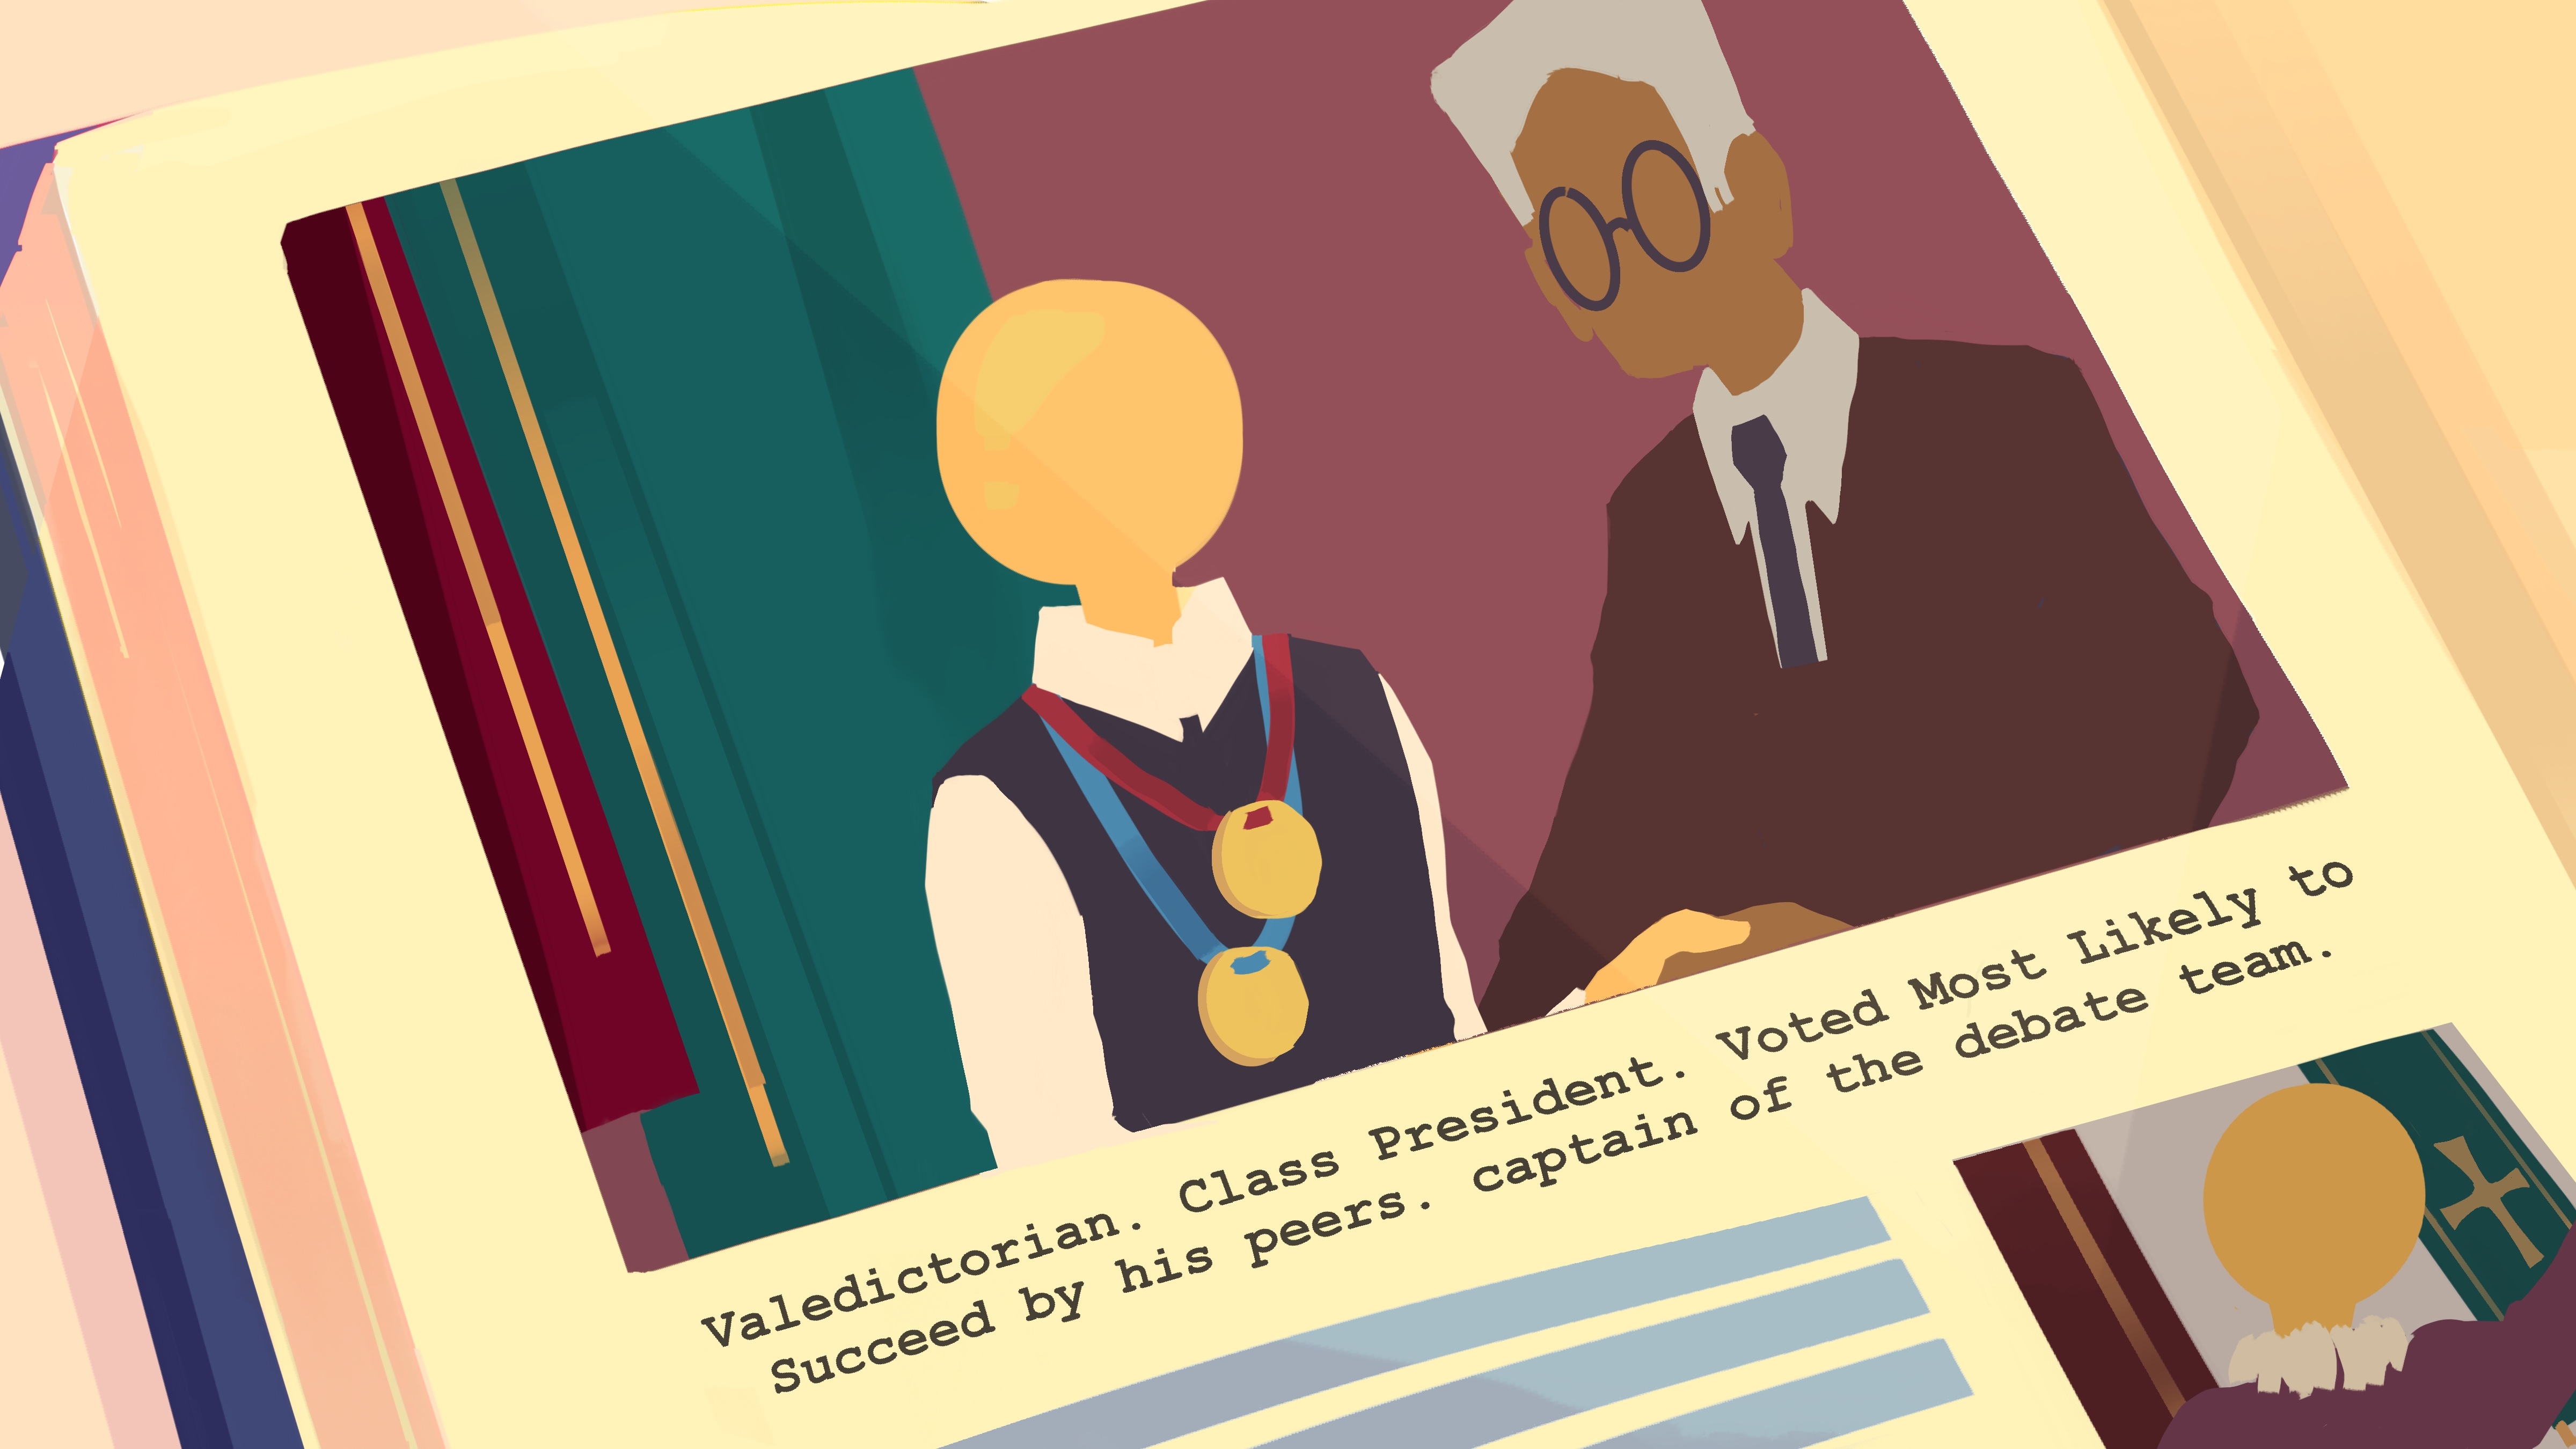 Valedictorian. Class President. Voted Most Likely to
Succeed by his peers. captain of the debate team.